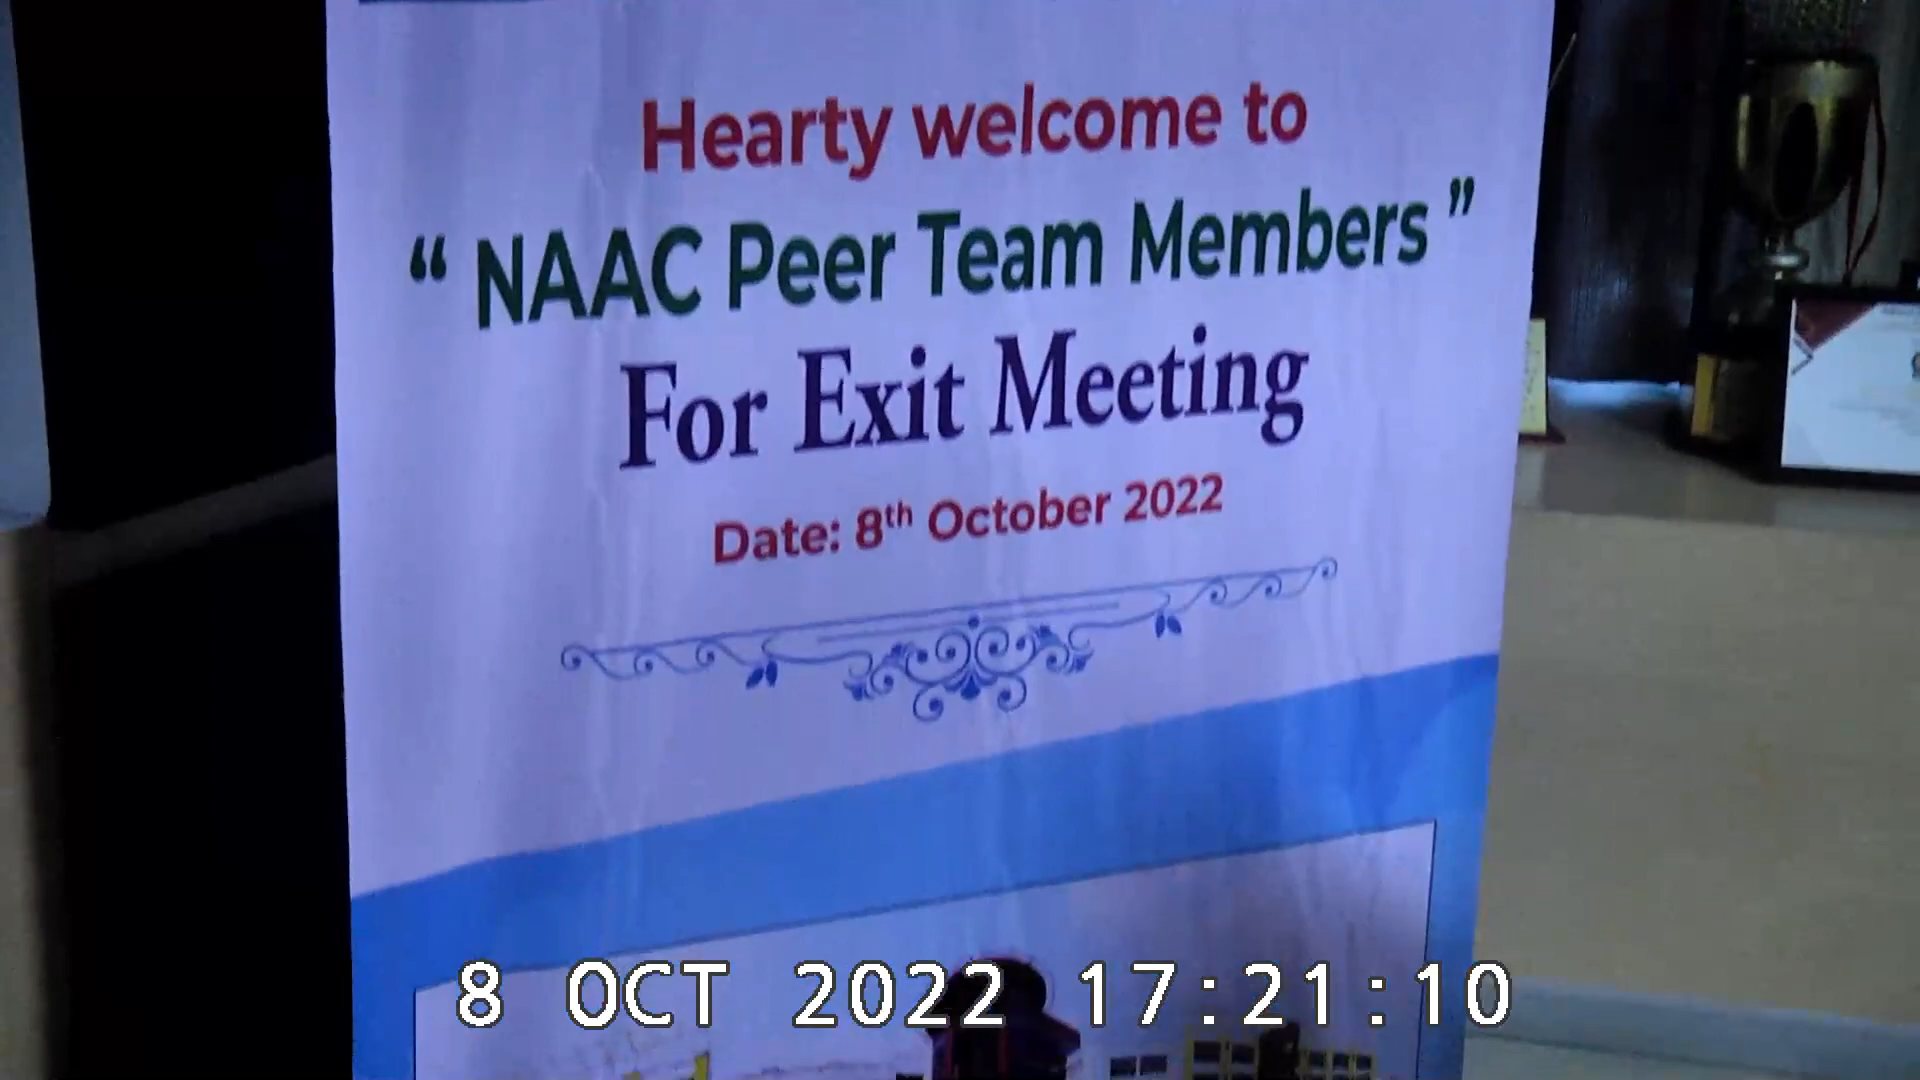 Hearty welcome to
“ NAAC Peer Team Members ”
For Exit Meeting
Date: 8th October 2022
8 OCT 2022 17:21:10